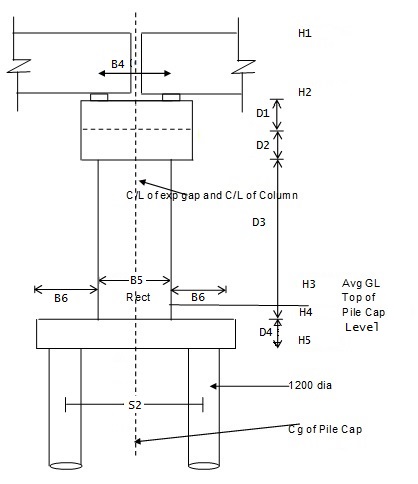 H1
B4
H2
D1
D2
C/L of exp gap and C/L of Column
D3
B5
H3
Avg GL
B6
Rect
B6
Top of
H4
Pile Cap
D4
Level
H5
1200 dia
S2
Cg of Pile Cap